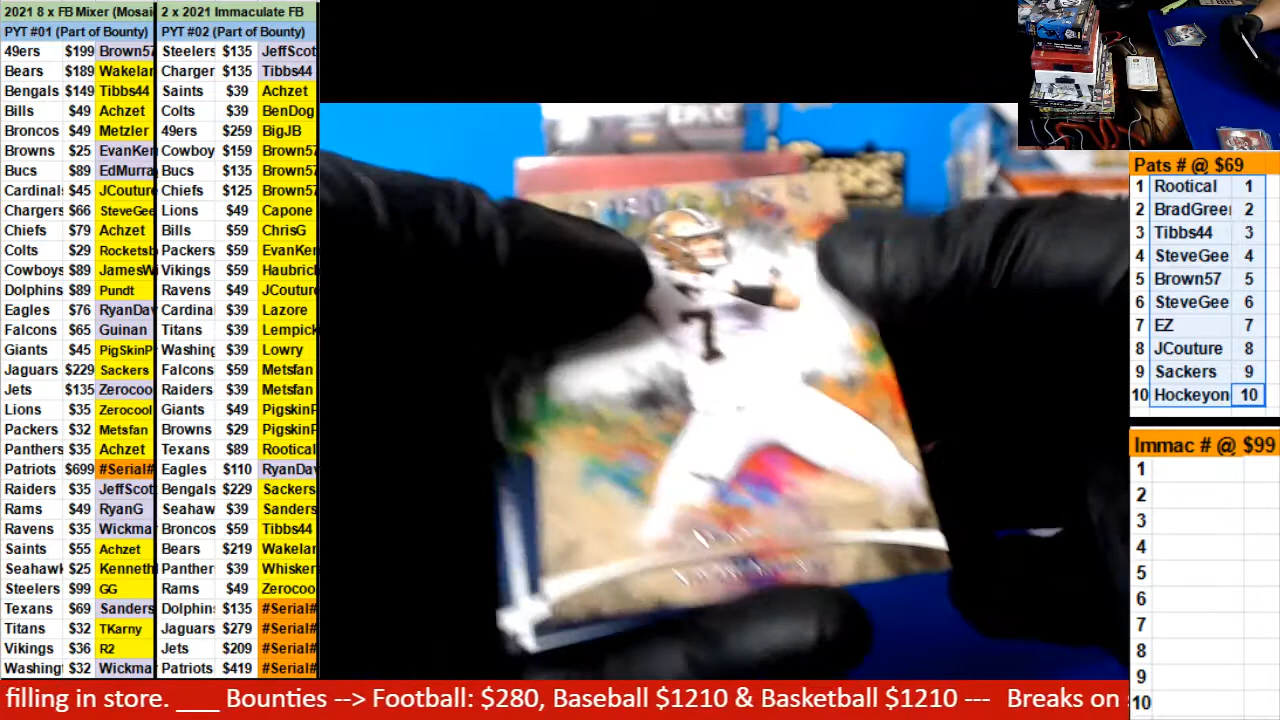 2021 8 x FB Mixer (Mosai 2 x 2021 Immaculate FB
PYT #01 (Part of Bounty) PYT #02 (Part of Bounty)
49ers $199 Brown57 Steelers $135 JeffScot
Bears $189 Wakelan Charger $135 Tibbs44
Bengals $149 Tibbs44 Saints $39 Achzet
Bills $49 Achzet Colts $39 BenDog
Broncos $49 Metzler 49ers $259 BigJB
Browns $25 EvanKer Cowboy $159 Brown57
Bucs $89 EdMurra Bucs $135 Brown57
Cardinals $45 JCouture Chiefs $125 Brown57
Chargers $66 SteveGee Lions $49 Capone
Chiefs $79 Achzet Bills $59 ChrisG
Colts $29 Rocketsb Packers $59 EvanKer
Cowboys $89 JamesW Vikings $59 Haubrick
Dolphins $89 Pundt Ravens $49 JCouture
Eagles $76 RyanDav Cardina $39 Lazore
Falcons $65 Guinan Titans $39 Lempick
Giants $45 PigSkinPr Washing $39 Lowry
Jaguars $229 Sackers Falcons $59 Metsfan
Jets $135 Zerocoo Raiders $39 Metsfan
Lions $35 Zerocool Giants $49 PigskinP
Packers $32 Metsfan Browns $29 PigskinP
Panthers $35 Achzet Texans $89 Rootical
Patriots $699 #Serial# Eagles $110 RyanDav
Raiders $35 JeffScot Bengals $229 Sackers
Rams $49 RyanG Seahaw $39 Sanders
Ravens $35 Wickma Broncos $59 Tibbs44
Saints $55 Achzet Bears $219 Wakelan
Seahawk $25 Kenneth Panther $39 Whisker
Steelers $99 GG Rams $49 Zerocoo
Texans $69 Sanders Dolphin $135 #Serial#
Titans $32 TKarny Jaguars $279 #Serial#
Vikings $36 R2 Jets $209 #Serial#
Washing $32 Wickma Patriots $419 #Serial#
7
Pats # @ $69
1 Rootical 1
2 BradGree 2
3 Tibbs44 3
4 SteveGee 4
5 Brown57 5
6 SteveGee 6
7 EZ 7
8 JCouture 8
9 Sackers 9
10 Hockeyon 10
Immac # @ $99
1
2
3
4
5
6
7
8
9
10
filling in store. ___ Bounties --> Football: $280, Baseball $1210 & Basketball $1210 --- Breaks on